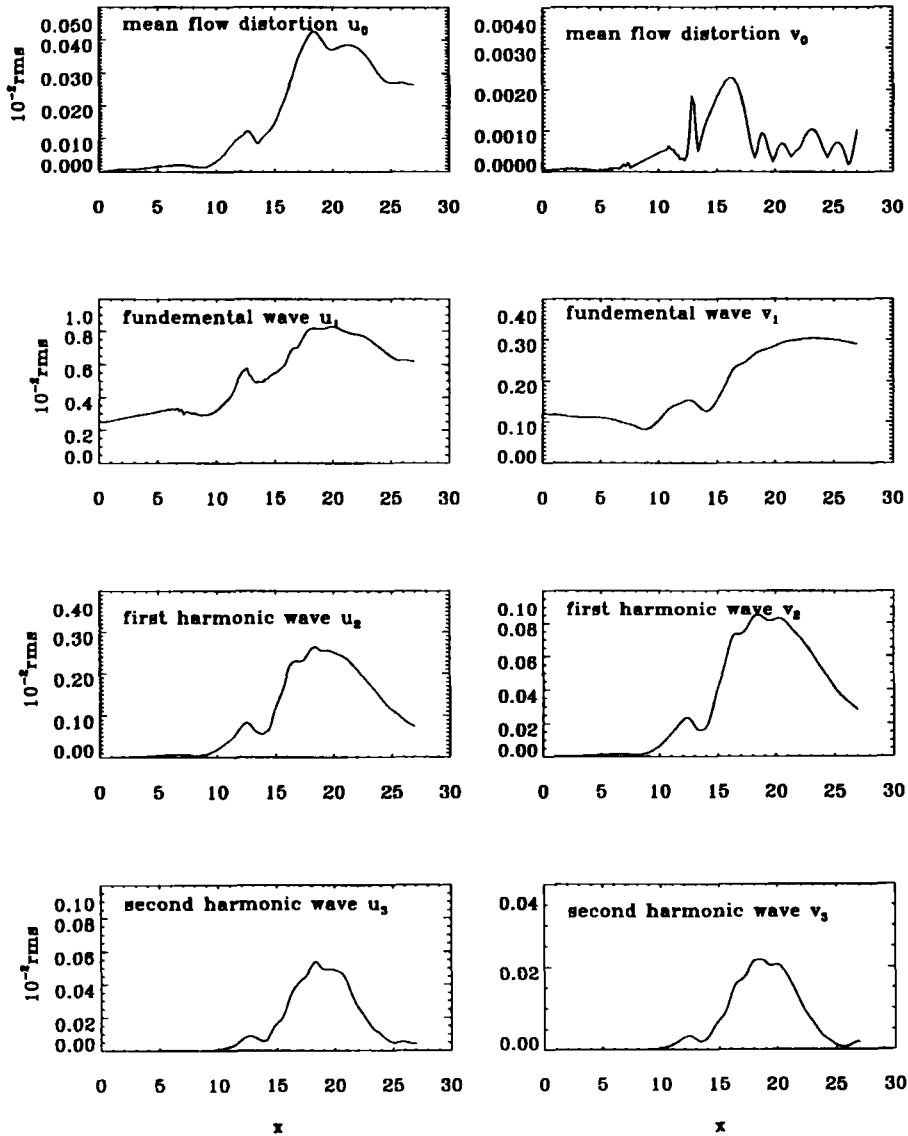 mean flow distortion u₀
0.050
0.040
0.030
0.020
0.010
0.000
10⁻²rms
0 5 10 15 20 25 30
mean flow distortion v₀
0.0040
0.0030
0.0020
0.0010
0.0000
0 5 10 15 20 25 30
fundemental wave u₁
1.0
0.8
0.6
0.4
0.2
0.0
10⁻²rms
0 5 10 15 20 25 30
fundemental wave v₁
0.40
0.30
0.20
0.10
0.00
0 5 10 15 20 25 30
first harmonic wave u₂
0.40
0.30
0.20
0.10
0.00
10⁻²rms
0 5 10 15 20 25 30
first harmonic wave v₂
0.10
0.08
0.06
0.04
0.02
0.00
0 5 10 15 20 25 30
second harmonic wave u₃
0.10
0.08
0.06
0.04
0.02
0.00
10⁻²rms
0 5 10 15 20 25 30
x
second harmonic wave v₃
0.04
0.02
0.00
0 5 10 15 20 25 30
x